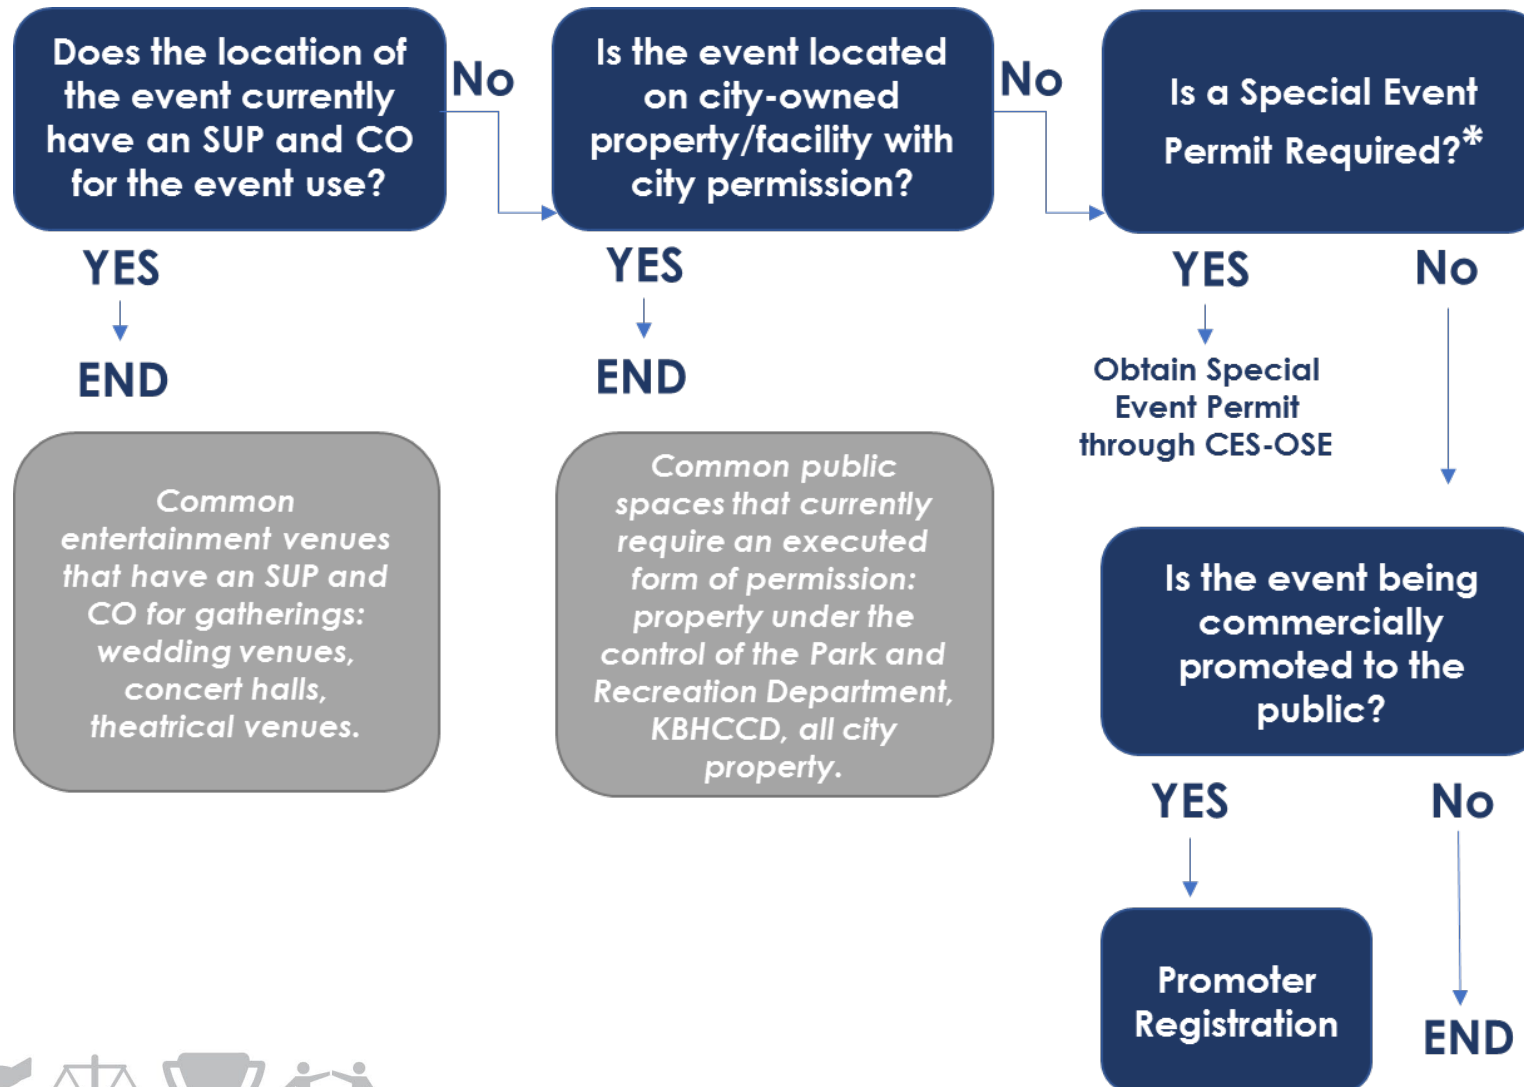 Does the location of
the event currently
have an SUP and CO
for the event use?
No
YES
END
Common
entertainment venues
that have an SUP and
CO for gatherings:
wedding venues,
concert halls,
theatrical venues.
Is the event located
on city-owned
property/facility with
city permission?
No
YES
END
Common public
spaces that currently
require an executed
form of permission:
property under the
control of the Park and
Recreation Department,
KBHCCD, all city
property.
Is a Special Event
Permit Required?*
YES
Obtain Special
Event Permit
through CES-OSE
No
Is the event being
commercially
promoted to the
public?
YES
Promoter
Registration
No
END